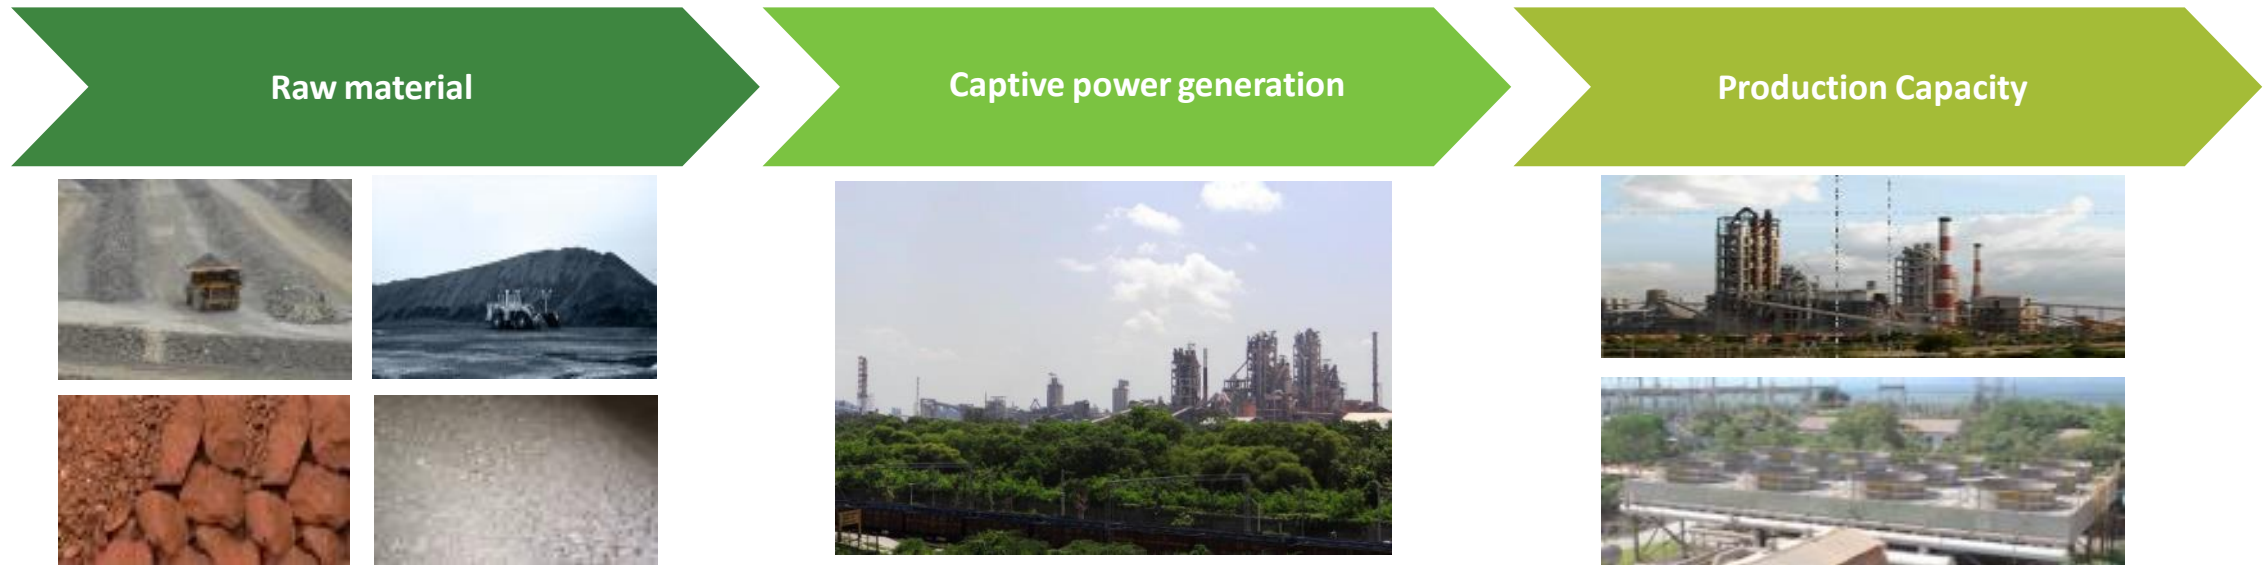 Raw material
Captive power generation
Production Capacity